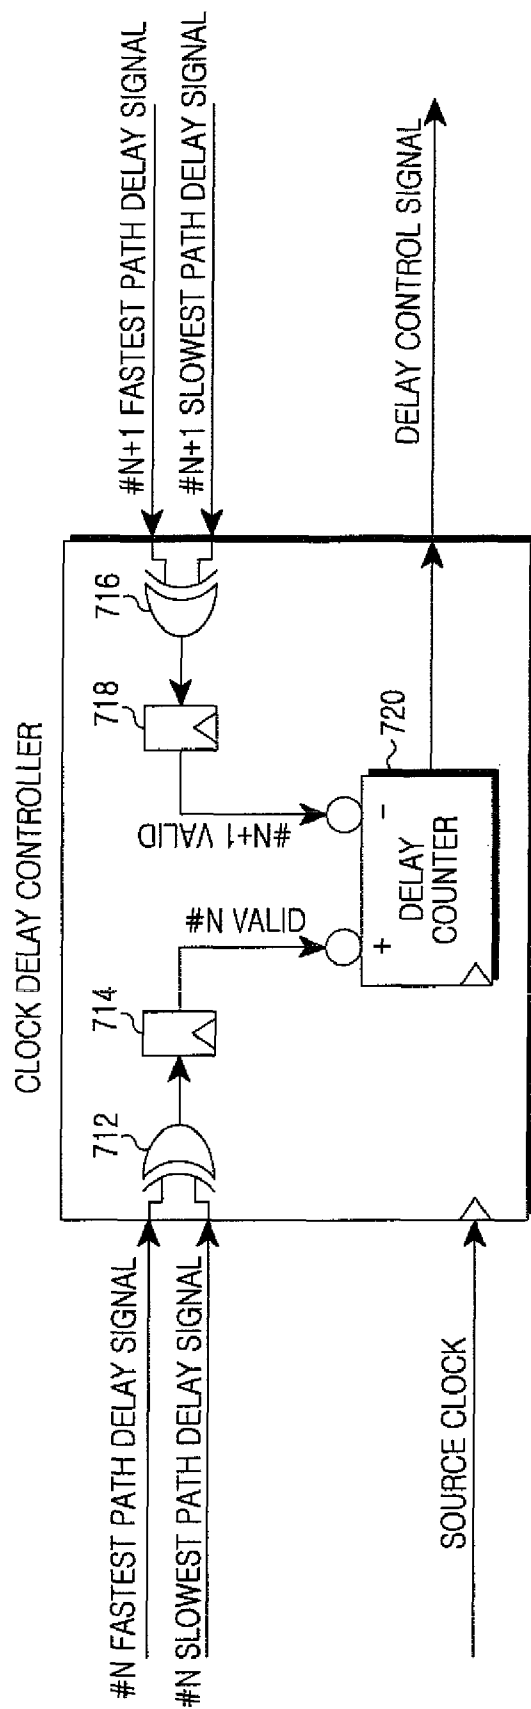 CLOCK DELAY CONTROLLER
#N FASTEST PATH DELAY SIGNAL
#N SLOWEST PATH DELAY SIGNAL
SOURCE CLOCK
712
714
#N VALID
#N+1 VALID
718
716
720
+
−
DELAY
COUNTER
#N+1 FASTEST PATH DELAY SIGNAL
#N+1 SLOWEST PATH DELAY SIGNAL
DELAY CONTROL SIGNAL